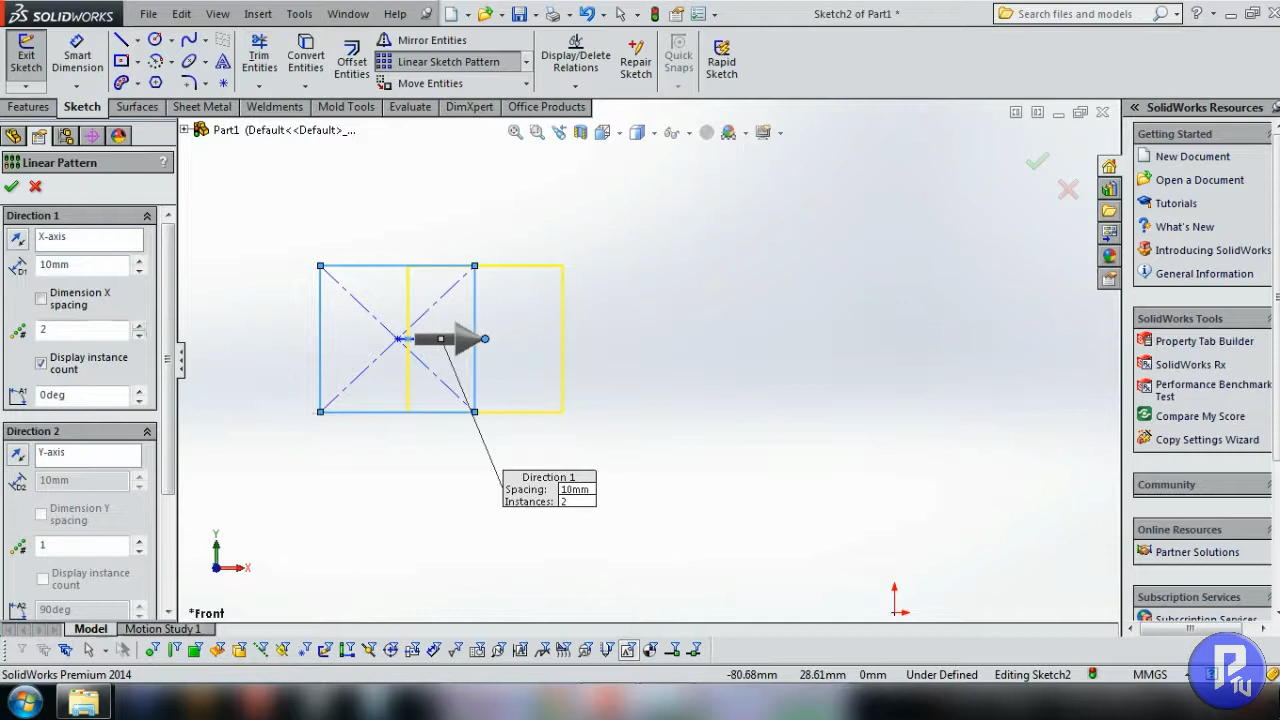 SOLIDWORKS File Edit View Insert Tools Window Help Sketch2 of Part1 * Search files and models
Exit Sketch
Smart Dimension
Trim Entities
Convert Entities
Offset Entities
Mirror Entities
Linear Sketch Pattern
Move Entities
Display/Delete Relations
Repair Sketch
Quick Snaps
Rapid Sketch
Features Sketch Surfaces Sheet Metal Weldments Mold Tools Evaluate DimXpert Office Products
Part1 (Default<<Default>_...
Linear Pattern ?
Direction 1
X-axis
10mm
Dimension X
spacing
2
Display instance
count
0deg
Direction 2
Y-axis
10mm
Dimension Y
spacing
1
Display instance
count
90deg
Direction 1
Spacing: 10mm
Instances: 2
Y
X
*Front
SolidWorks Resources
Getting Started
New Document
Open a Document
Tutorials
What's New
Introducing SolidWorks
General Information
SolidWorks Tools
Property Tab Builder
SolidWorks Rx
Performance Benchmark
Test
Compare My Score
Copy Settings Wizard
Community
Online Resources
Partner Solutions
Subscription Services
Model Motion Study 1
SolidWorks Premium 2014 -80.68mm 28.61mm 0mm Under Defined Editing Sketch2 MMGS